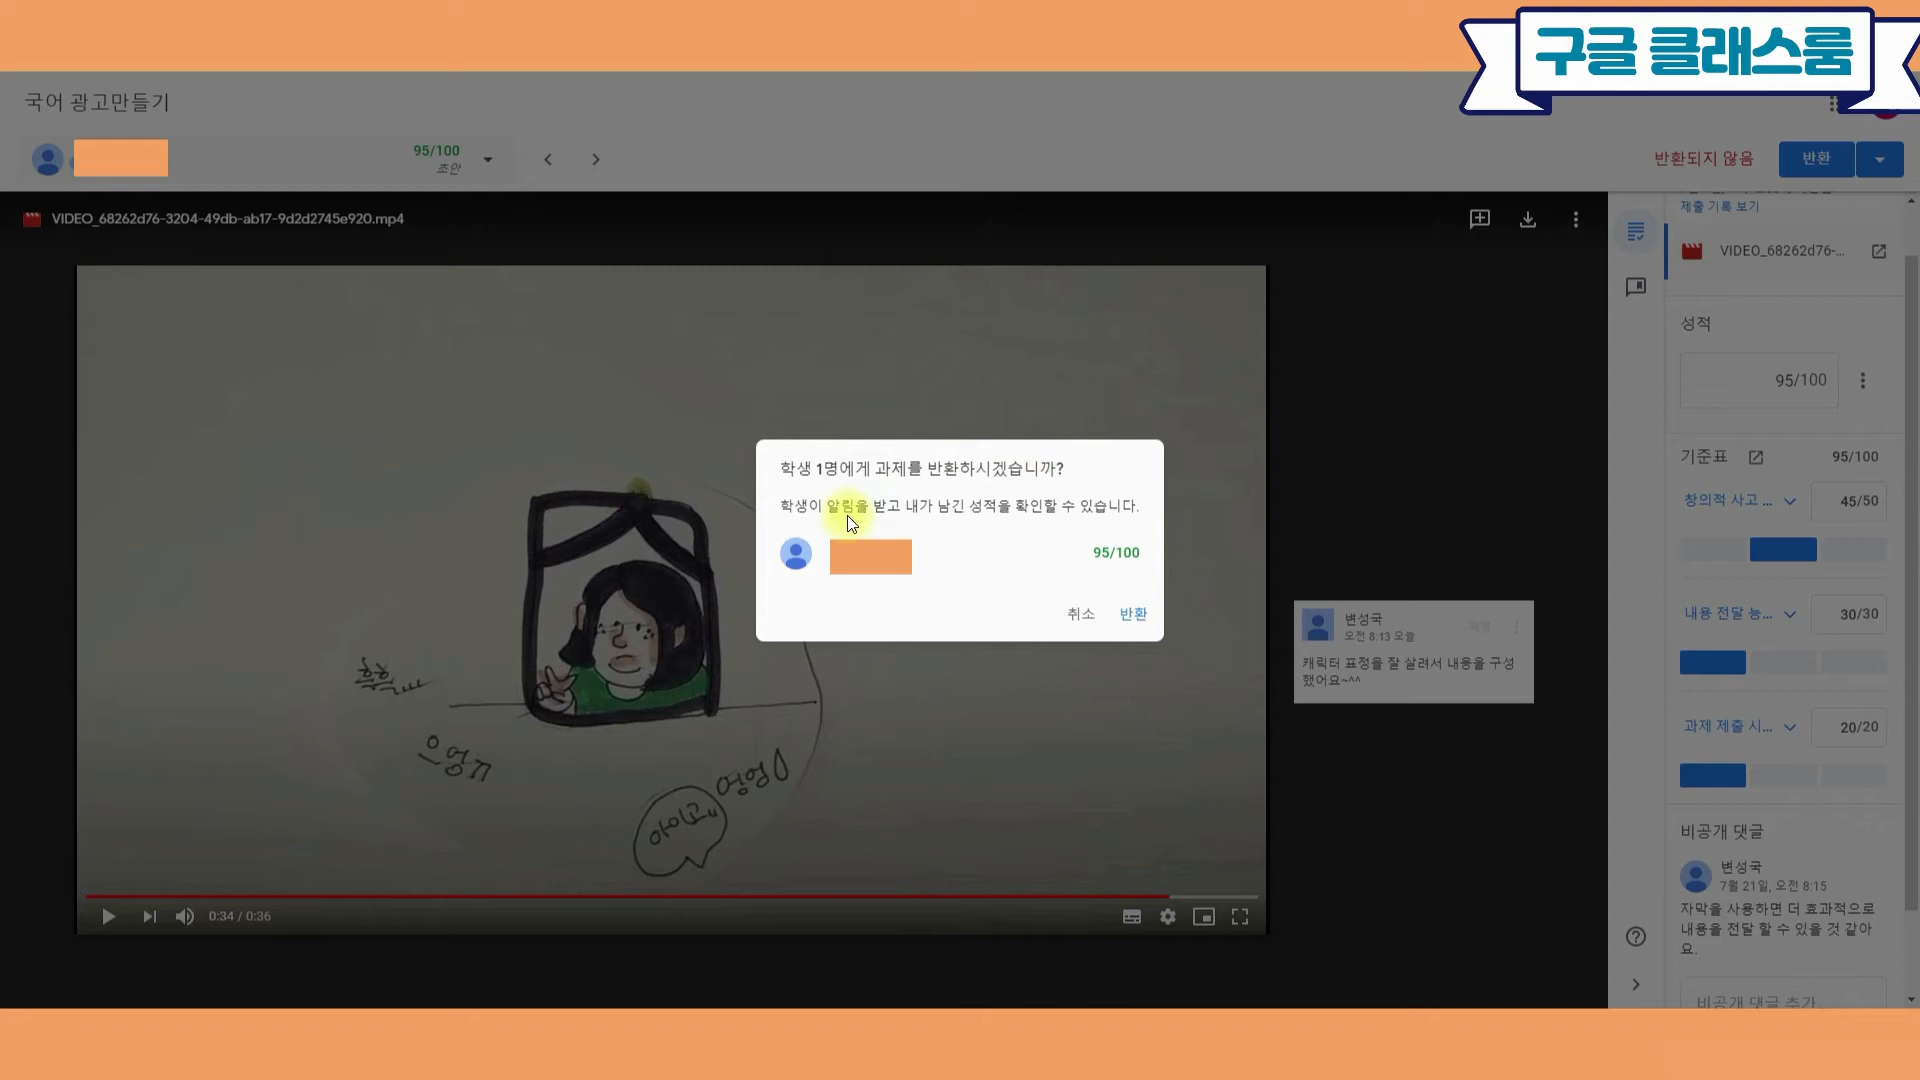 구글 클래스룸
국어 광고만들기
95/100
초안
반환되지 않음
반환
VIDEO_68262d76-3204-49db-ab17-9d2d2745e920.mp4
제출 기록 보기
VIDEO_68262d76-...
성적
95/100
기준표
95/100
창의적 사고 ...
45/50
내용 전달 능...
30/30
과제 제출 시...
20/20
학생 1명에게 과제를 반환하시겠습니까?
학생이 알림을 받고 내가 남긴 성적을 확인할 수 있습니다.
95/100
취소
반환
변성국
오전 8:13 오늘
캐릭터 표정을 잘 살려서 내용을 구성
했어요~^^
흑흑...
엉엉
0:34 / 0:36
비공개 댓글
변성국
7월 21일, 오전 8:15
자막을 사용하면 더 효과적으로
내용을 전달 할 수 있을 것 같아
요.
비공개 댓글 추가.